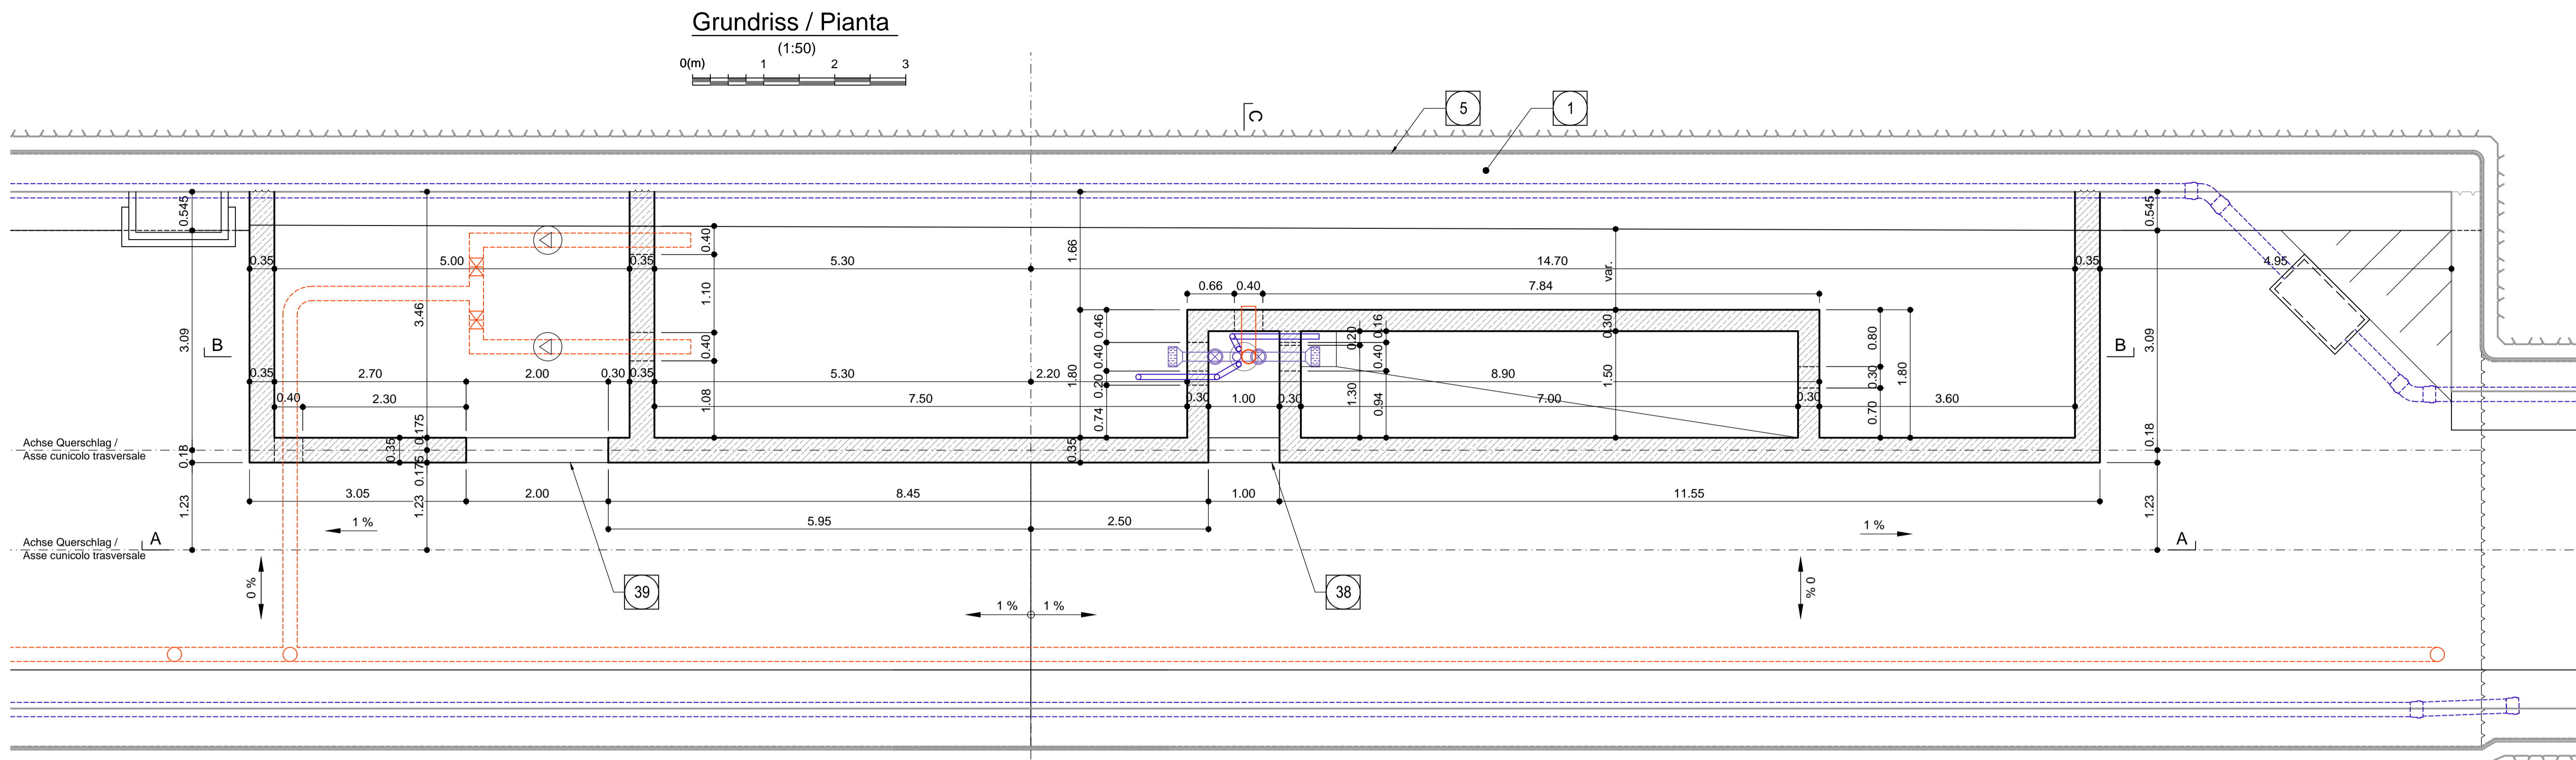 Grundriss / Pianta
(1:50)
0(m) 1 2 3
5
1
C
0.545
0.545
0.35 5.00 0.35 5.30 14.70 0.35 4.95
0.40
1.66
var.
0.66 0.40 7.84
1.10
3.46
3.09
3.09
B
B
0.46
0.20 0.16
0.30
0.80
0.40
0.40
0.40
0.20
1.80
1.30
0.94
1.50
0.30
1.80
0.35 2.70 2.00 0.30 0.35 5.30 2.20 8.90
0.40 2.30 7.50 0.30 1.00 0.30 7.00 0.30 3.60
1.08
0.74
0.70
Achse Querschlag /
Asse cunicolo trasversale
0.18
0.35
0.175
0.175
0.35
0.18
3.05 2.00 8.45 1.00 11.55
1.23
1.23
1.23
5.95 2.50
1 %
1 %
Achse Querschlag /
Asse cunicolo trasversale
A
A
0 %
0 %
39
38
1 % 1 %